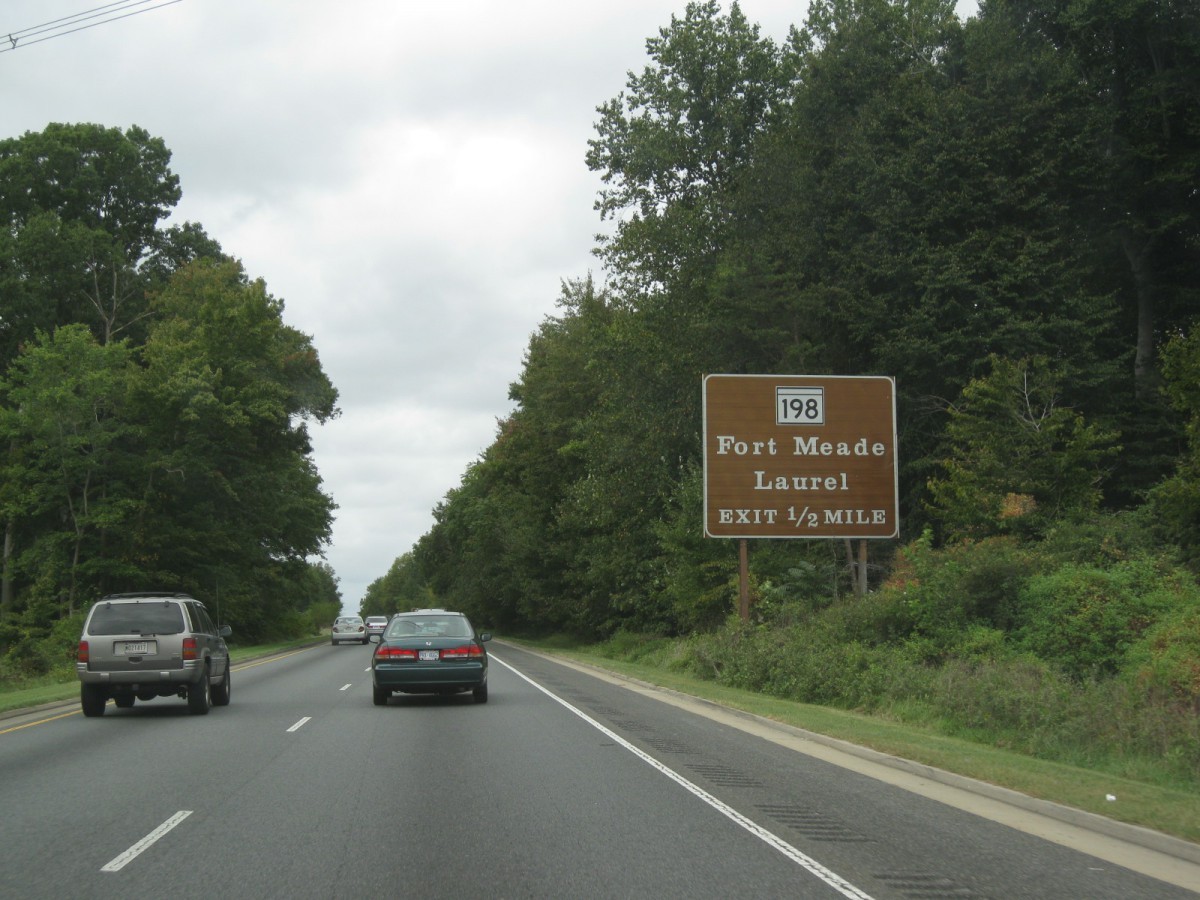 198
Fort Meade
Laurel
EXIT 1/2 MILE